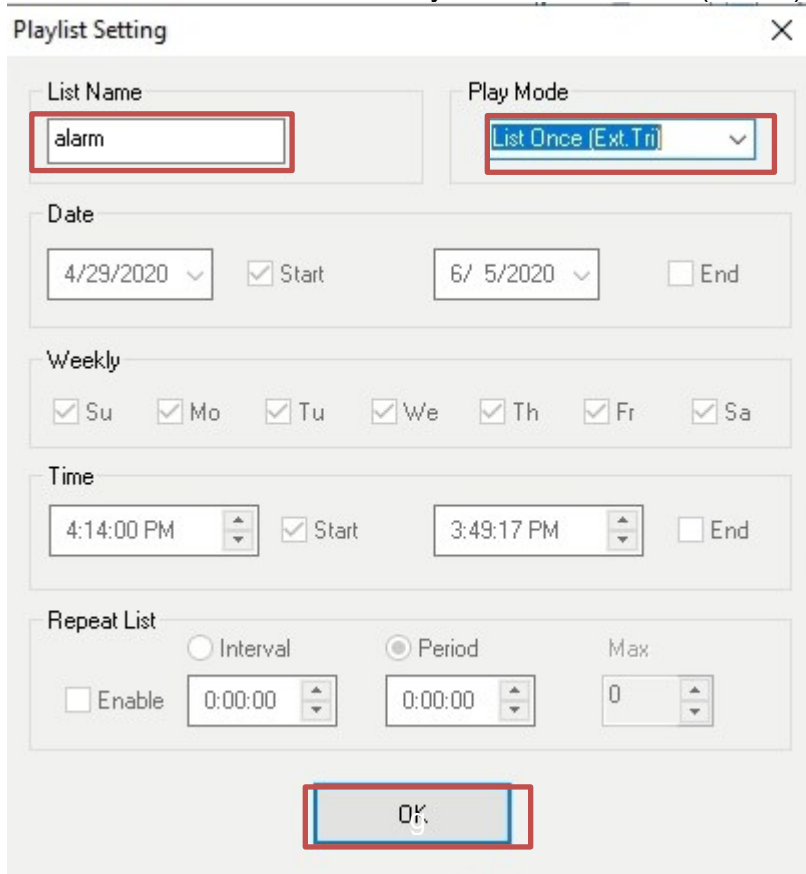 Playlist Setting
List Name
Play Mode
alarm
List Once (Ext.Tri)
Date
4/29/2020
Start
6/ 5/2020
End
Weekly
Su Mo Tu We Th Fr Sa
Time
4:14:00 PM
Start
3:49:17 PM
End
Repeat List
Interval
Period
Max
Enable
0:00:00
0:00:00
0
OK